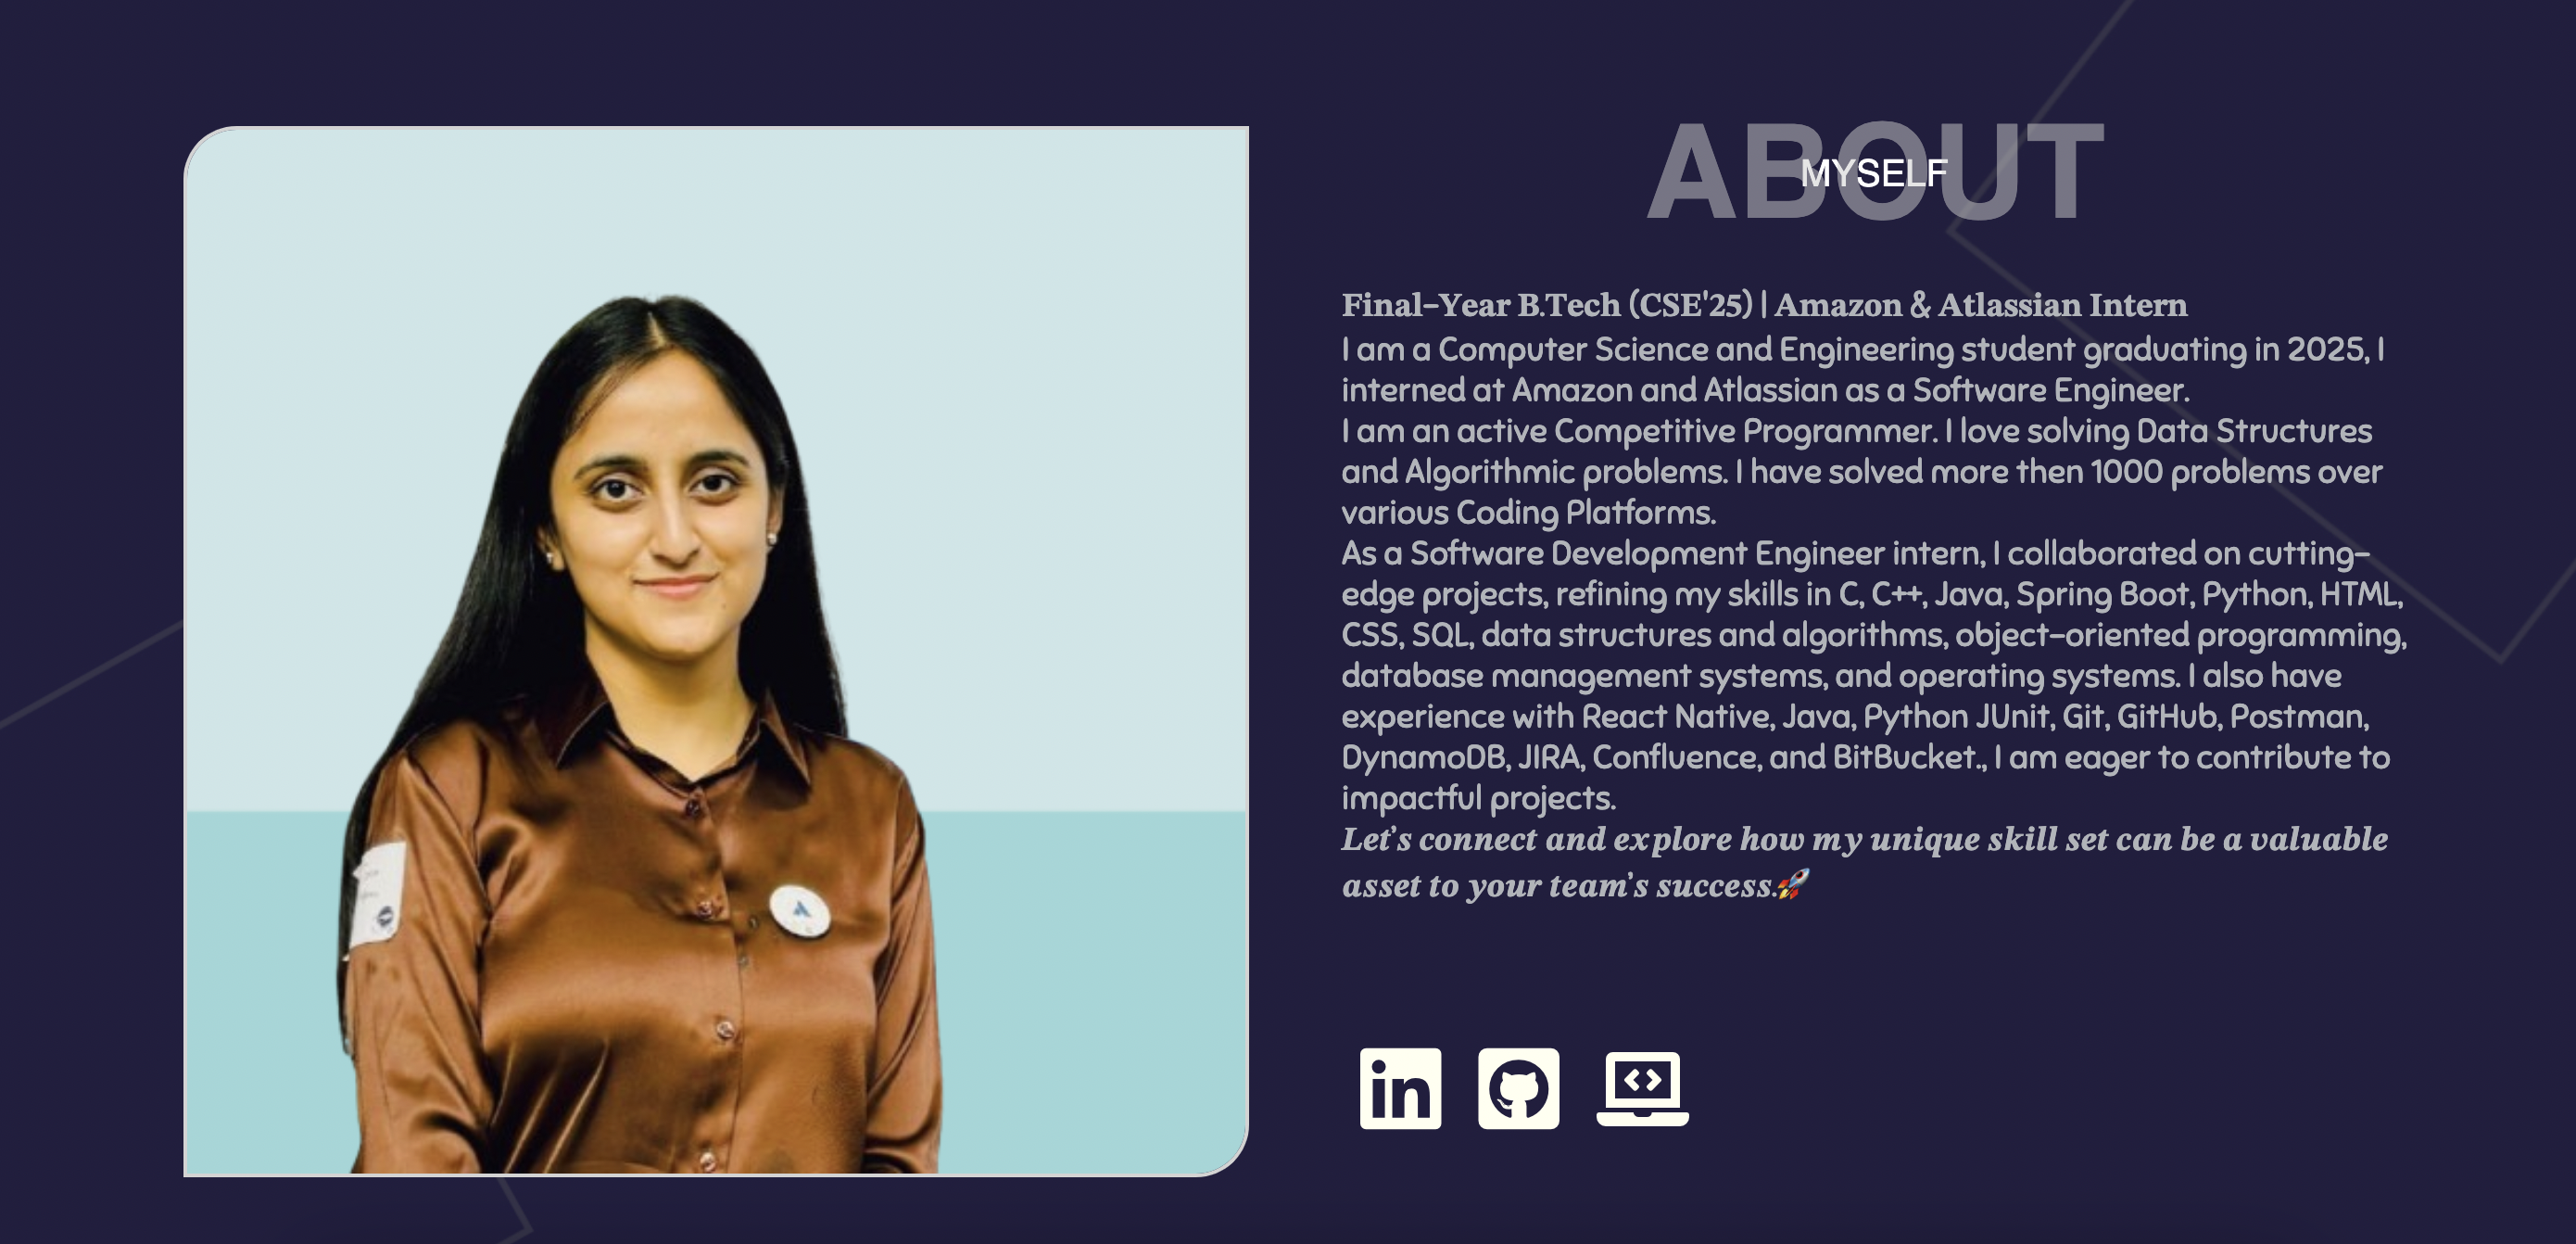 ABOUT
MYSELF
Final-Year B.Tech (CSE'25) | Amazon & Atlassian Intern
I am a Computer Science and Engineering student graduating in 2025, I
interned at Amazon and Atlassian as a Software Engineer.
I am an active Competitive Programmer. I love solving Data Structures
and Algorithmic problems. I have solved more then 1000 problems over
various Coding Platforms.
As a Software Development Engineer intern, I collaborated on cutting-
edge projects, refining my skills in C, C++, Java, Spring Boot, Python, HTML,
CSS, SQL, data structures and algorithms, object-oriented programming,
database management systems, and operating systems. I also have
experience with React Native, Java, Python JUnit, Git, GitHub, Postman,
DynamoDB, JIRA, Confluence, and BitBucket., I am eager to contribute to
impactful projects.
Let's connect and explore how my unique skill set can be a valuable
asset to your team's success.🚀
in